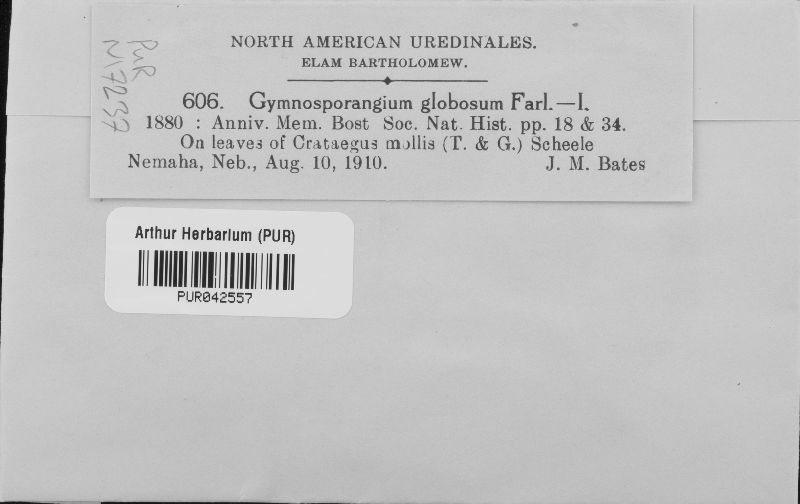 NORTH AMERICAN UREDINALES.
ELAM BARTHOLOMEW.
606. Gymnosporangium globosum Farl.—I.
1880 : Anniv. Mem. Bost Soc. Nat. Hist. pp. 18 & 34.
On leaves of Crataegus mollis (T. & G.) Scheele
Nemaha, Neb., Aug. 10, 1910. J. M. Bates
PUR
N17237
Arthur Herbarium (PUR)
PUR042557